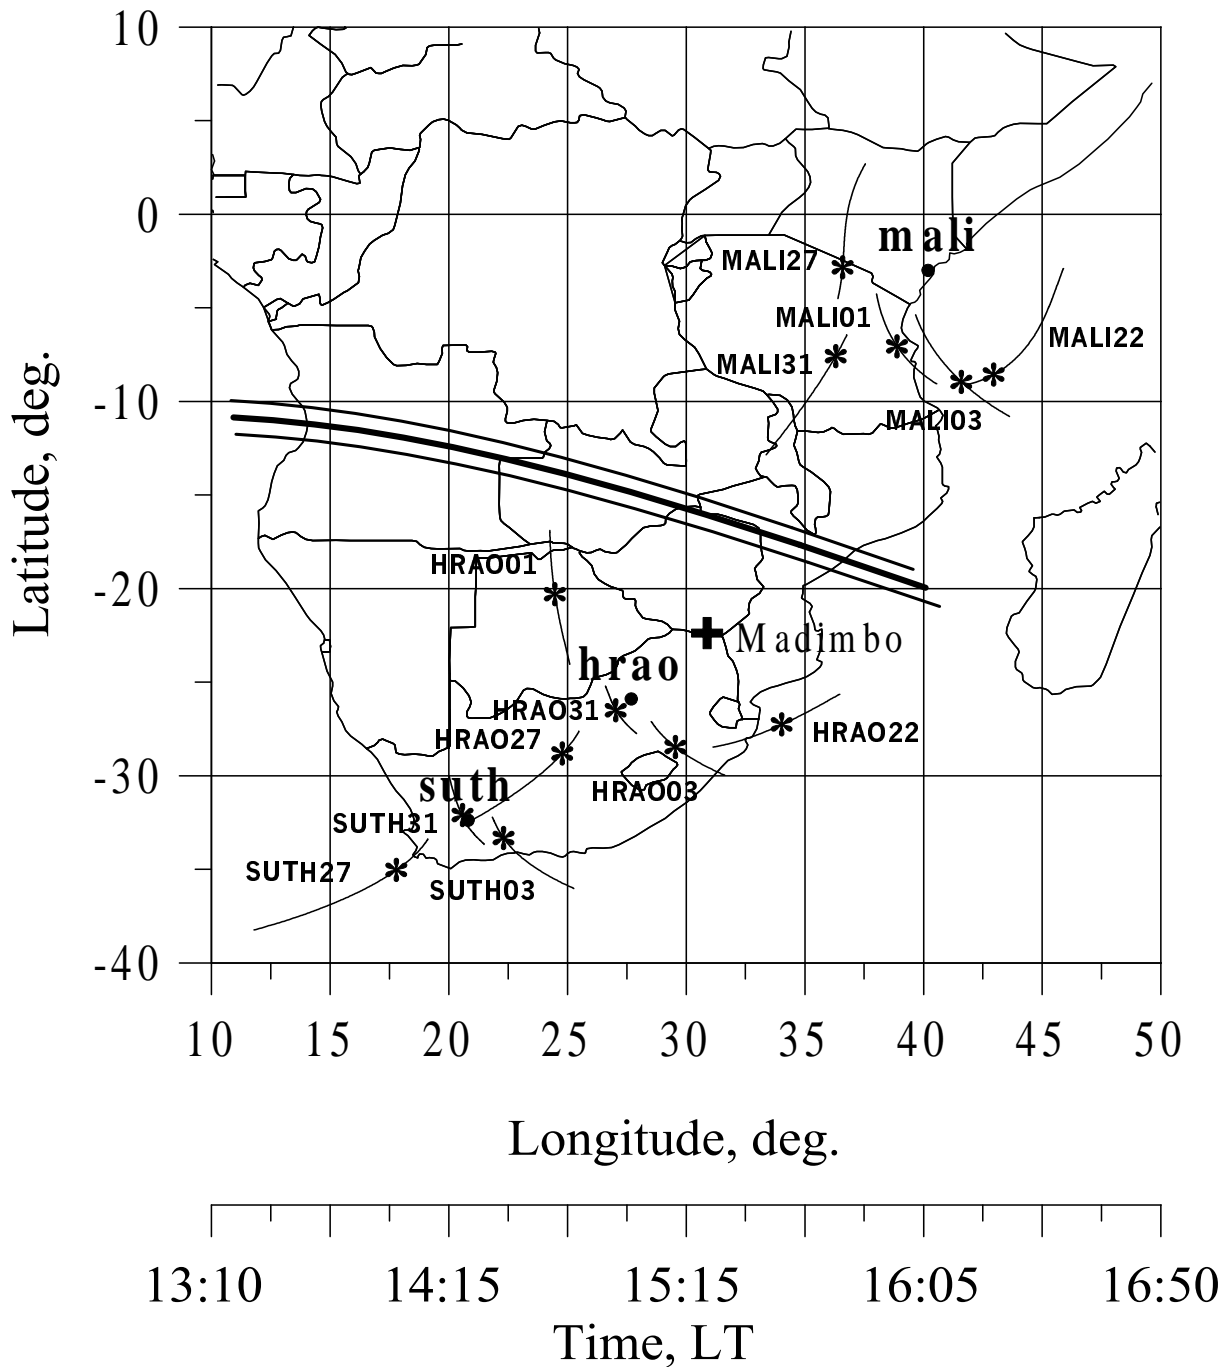 10
0
-10
-20
-30
-40
Latitude, deg.
mali
MALI27
MALI01
MALI22
MALI31
MALI03
HRAO01
Madimbo
hrao
HRAO31
HRAO22
HRAO27
suth
HRAO03
SUTH31
SUTH27
SUTH03
10 15 20 25 30 35 40 45 50
Longitude, deg.
13:10 14:15 15:15 16:05 16:50
Time, LT